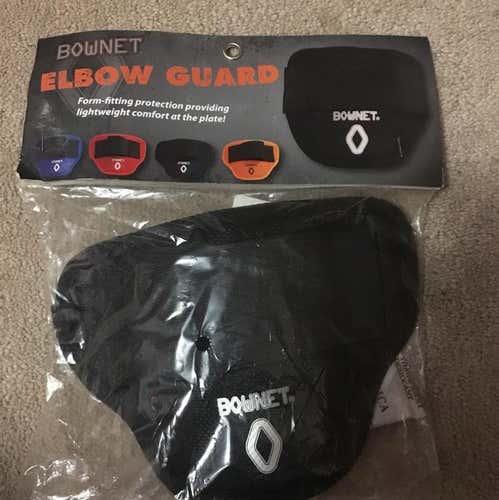 BOWNET
ELBOW GUARD
Form-fitting protection providing
lightweight comfort at the plate!
BOWNET.
BOWNET.